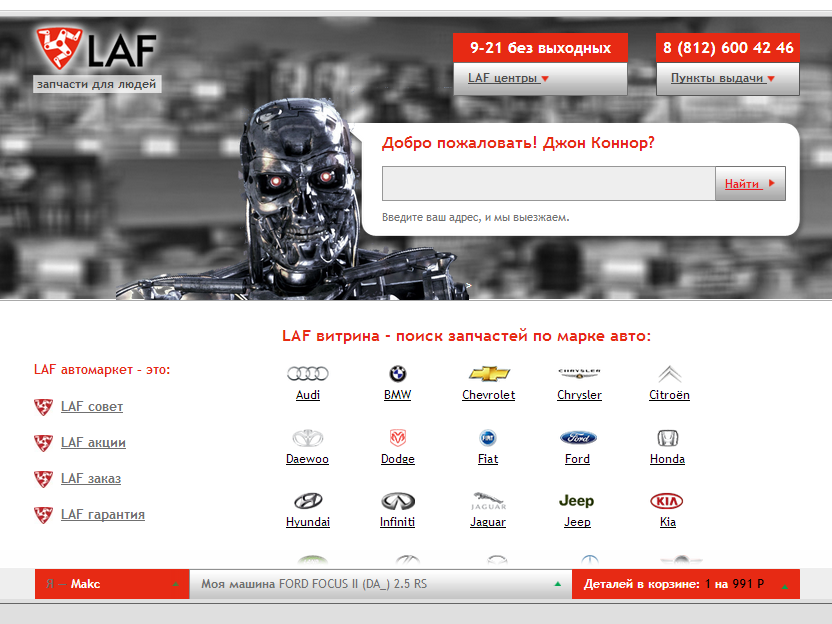 LAF
запчасти для людей
9-21 без выходных
8 (812) 600 42 46
LAF центры
Пункты выдачи
Добро пожаловать! Джон Коннор?
Найти
Введите ваш адрес, и мы выезжаем.
LAF витрина - поиск запчастей по марке авто:
LAF автомаркет - это:
LAF совет
LAF акции
LAF заказ
LAF гарантия
CHRYSLER
Audi BMW Chevrolet Chrysler Citroën
FIAT Ford
Daewoo Dodge Fiat Ford Honda
JAGUAR Jeep KIA
Hyundai Infiniti Jaguar Jeep Kia
Я — Макс
Моя машина FORD FOCUS II (DA_) 2.5 RS
Деталей в корзине: 1 на 991 Р